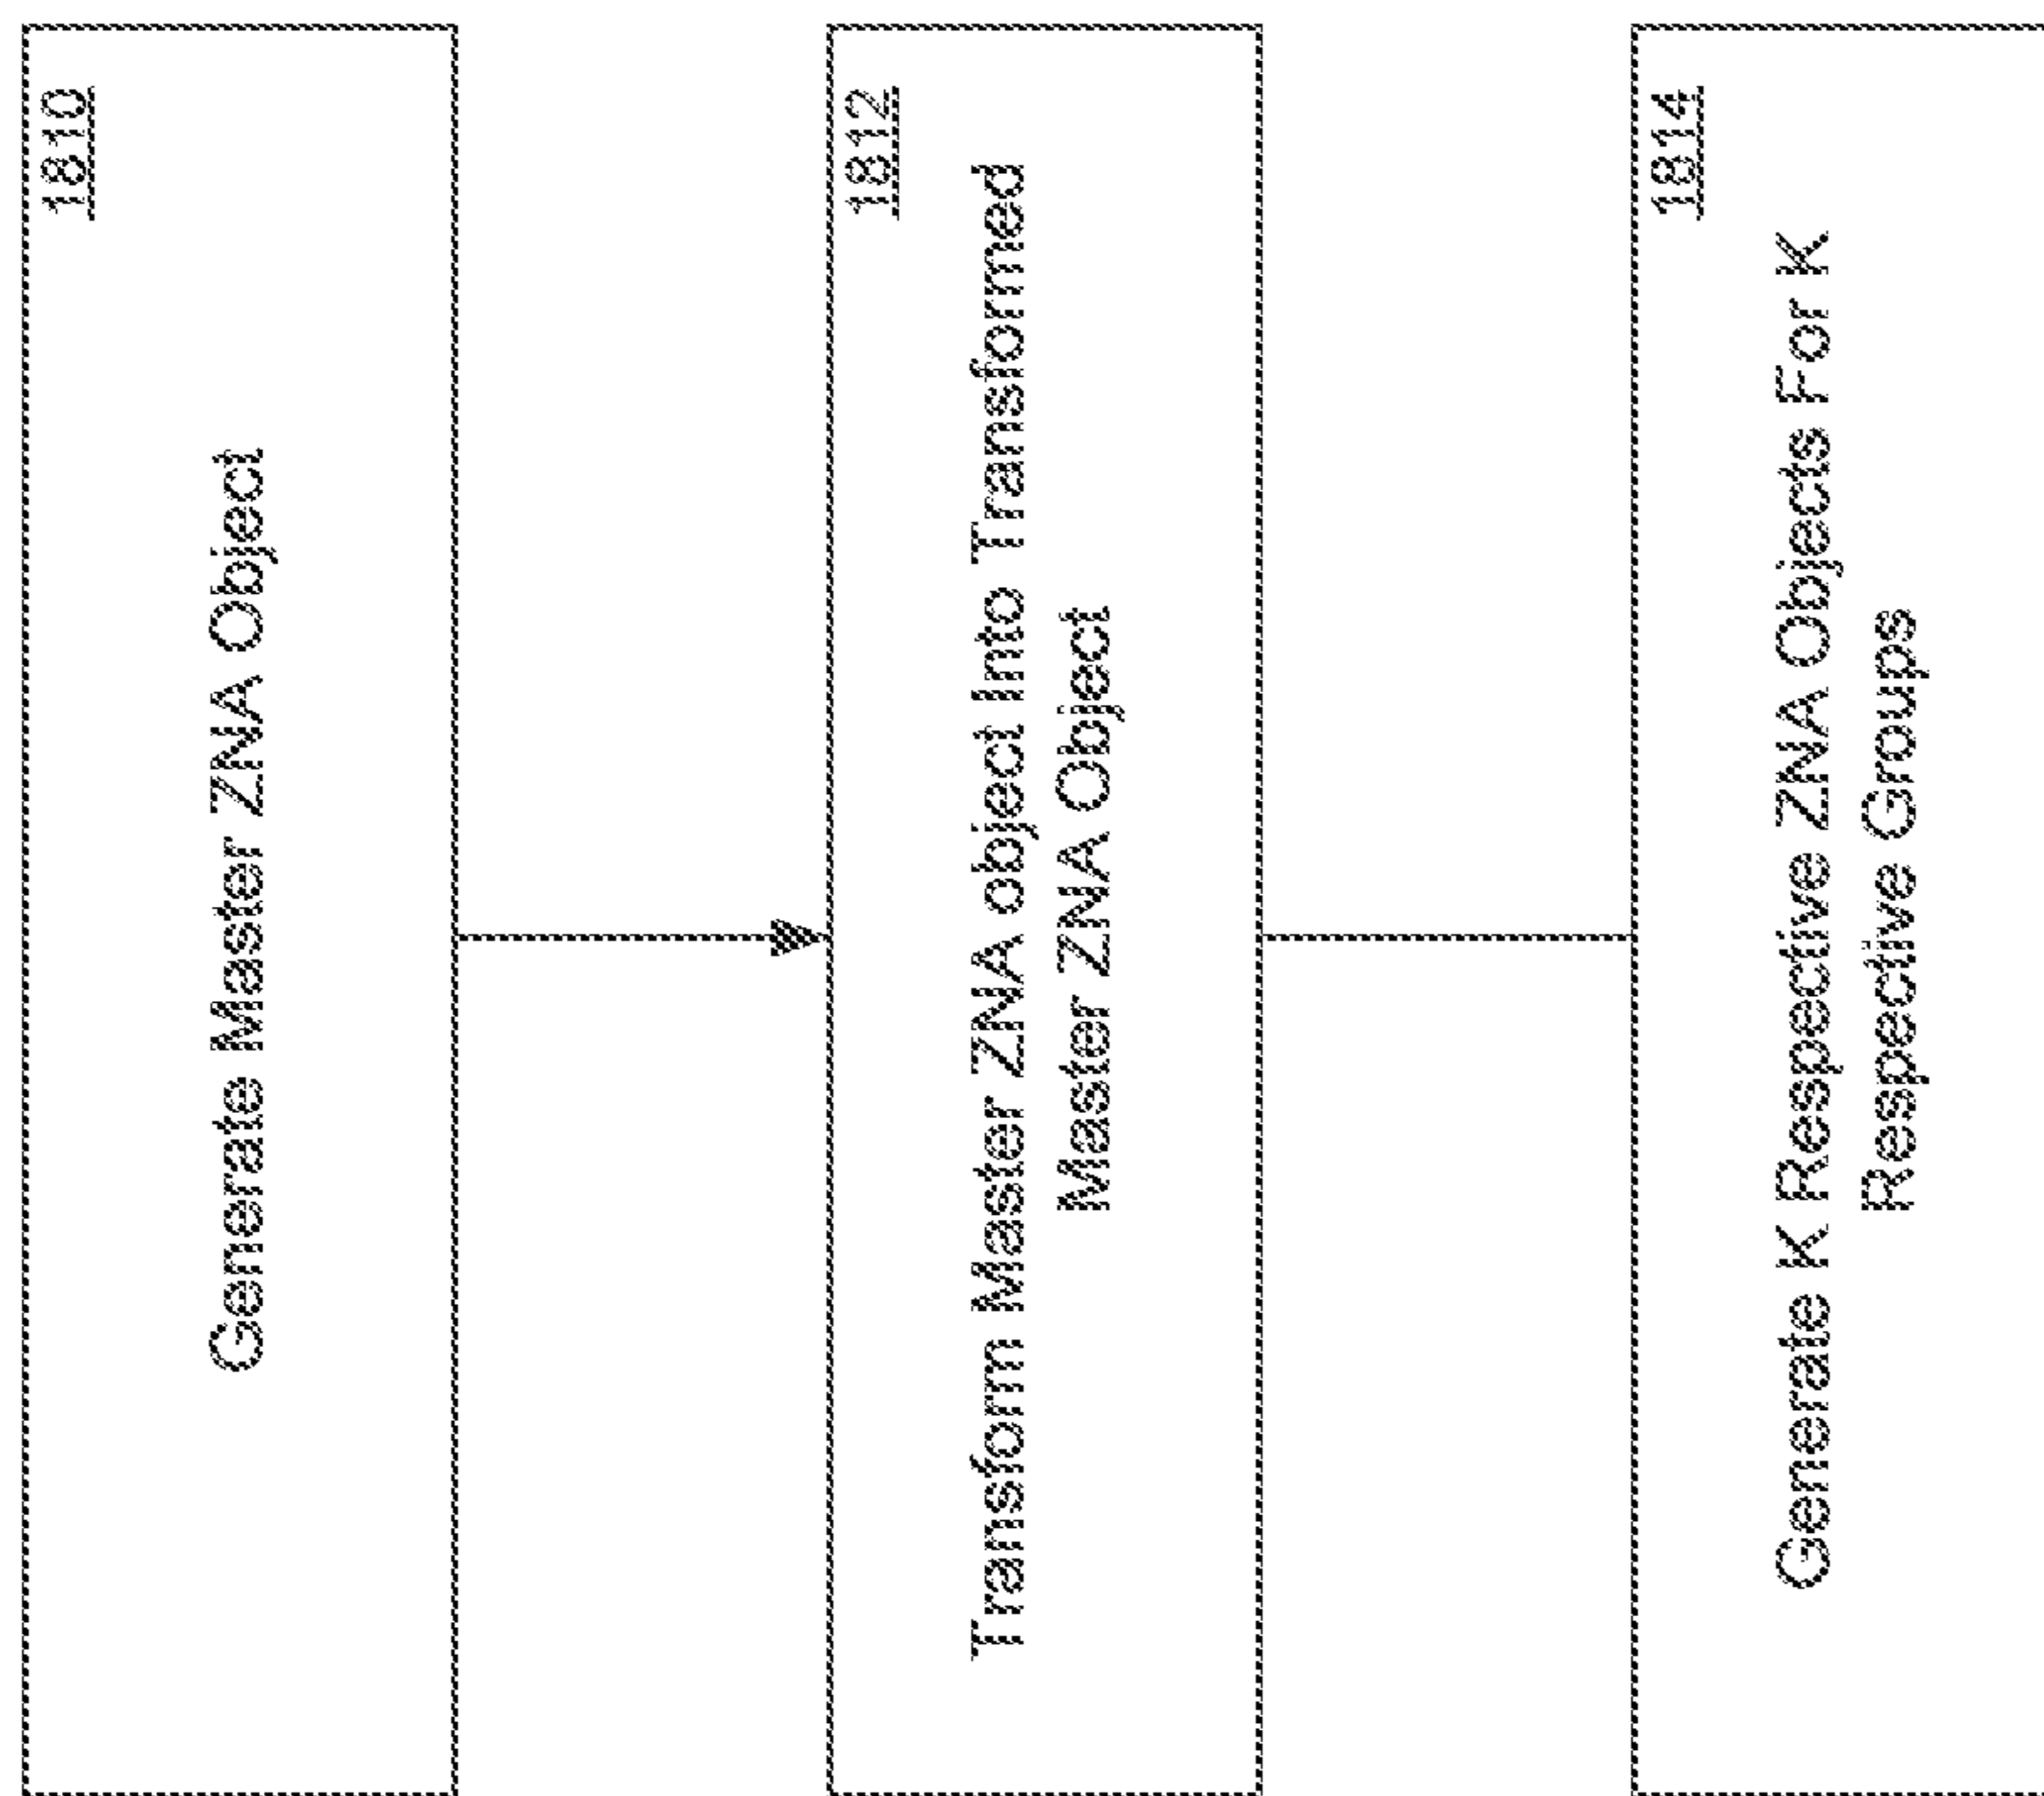 1810
Generate Master ZNA Object
1812
Transform Master ZNA object Into Transformed
Master ZNA Object
1814
Generate K Respective ZNA Objects For K
Respective Groups